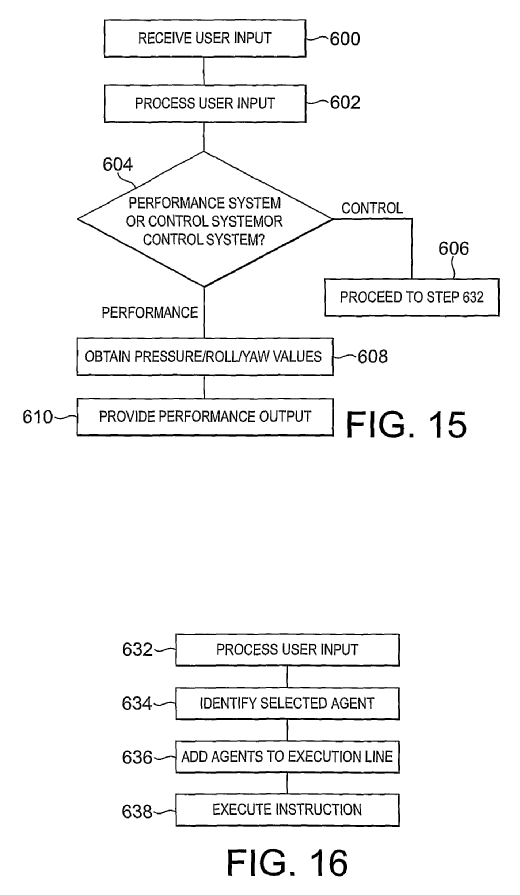 RECEIVE USER INPUT 600
PROCESS USER INPUT 602
604
PERFORMANCE SYSTEM
OR CONTROL SYSTEMOR
CONTROL SYSTEM?
CONTROL
606
PROCEED TO STEP 632
PERFORMANCE
OBTAIN PRESSURE/ROLL/YAW VALUES 608
610 PROVIDE PERFORMANCE OUTPUT
FIG. 15
632 PROCESS USER INPUT
634 IDENTIFY SELECTED AGENT
636 ADD AGENTS TO EXECUTION LINE
638 EXECUTE INSTRUCTION
FIG. 16